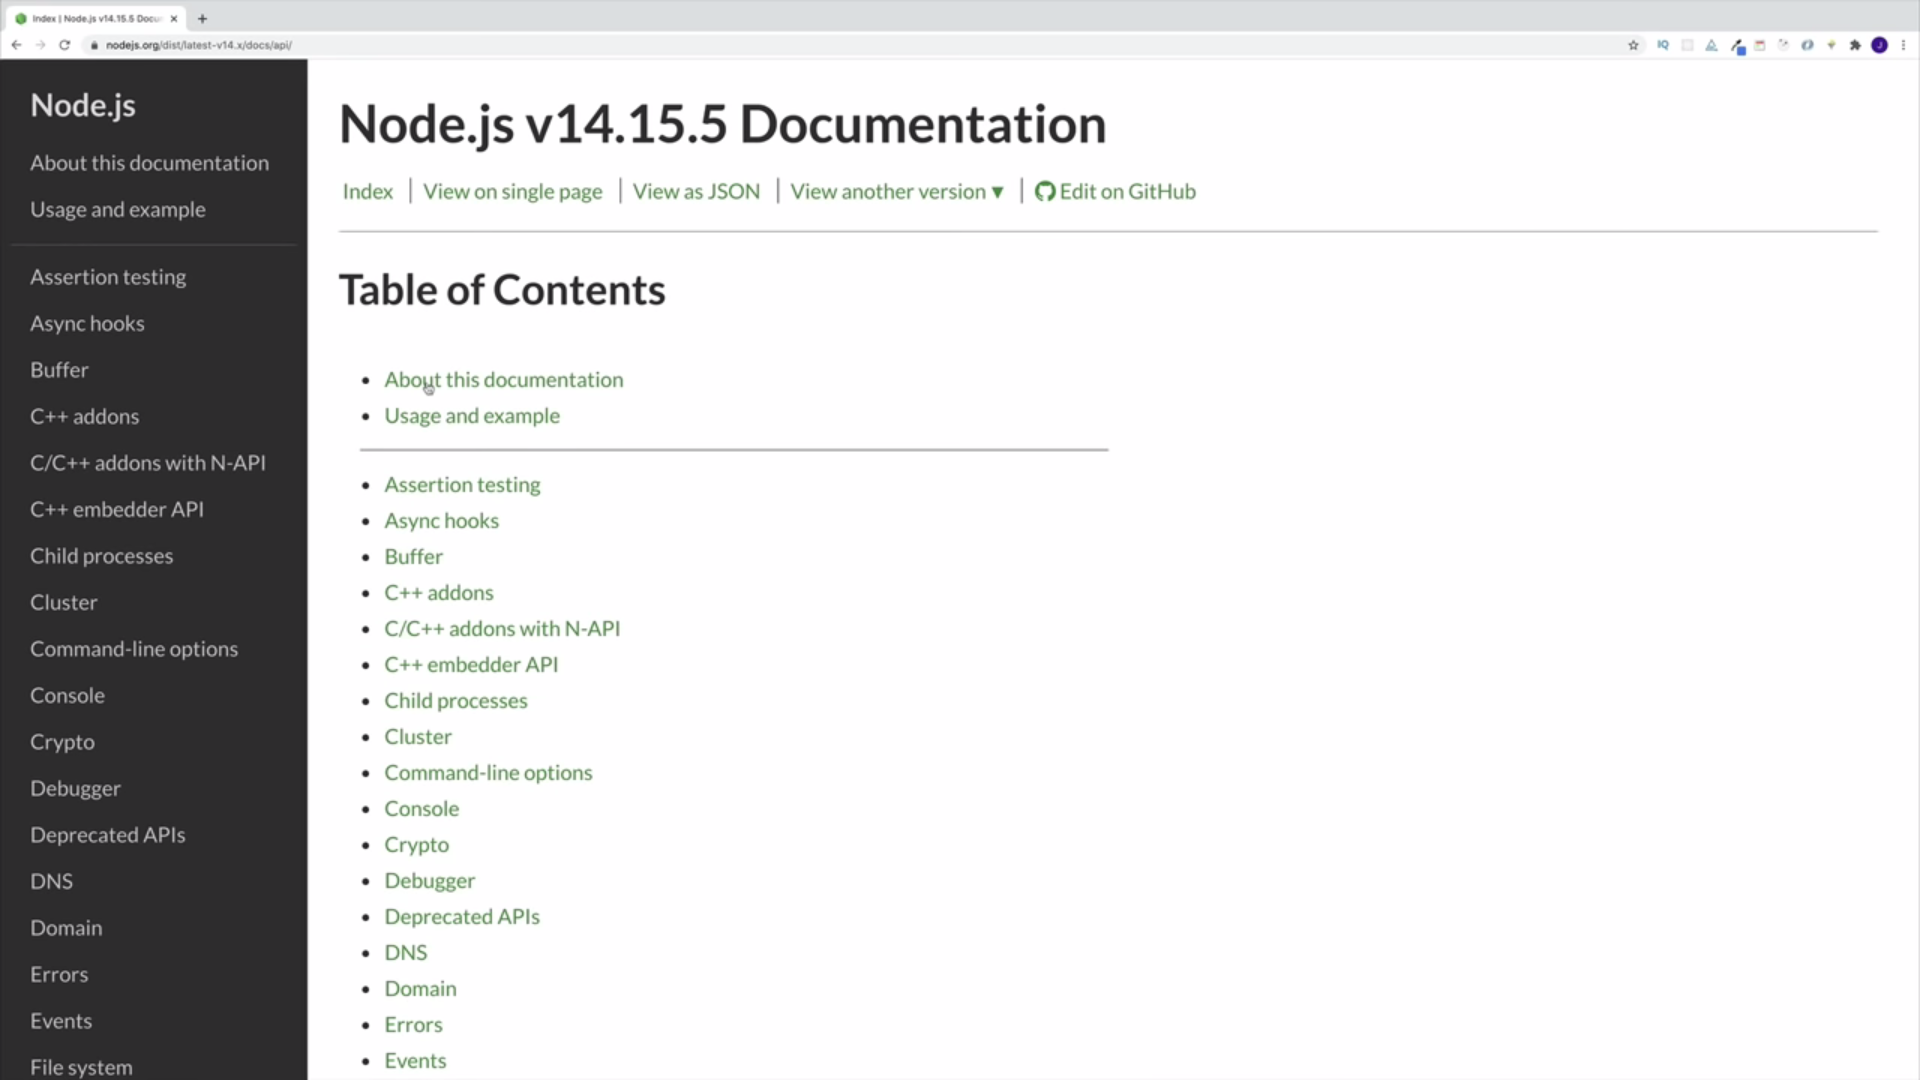 Index | Node.js v14.15.5 Docu
nodejs.org/dist/latest-v14.x/docs/api/
IQ
J
Node.js
About this documentation
Usage and example
Assertion testing
Async hooks
Buffer
C++ addons
C/C++ addons with N-API
C++ embedder API
Child processes
Cluster
Command-line options
Console
Crypto
Debugger
Deprecated APIs
DNS
Domain
Errors
Events
File system
Node.js v14.15.5 Documentation
Index | View on single page | View as JSON | View another version ▼ | Edit on GitHub
Table of Contents
• About this documentation
• Usage and example
• Assertion testing
• Async hooks
• Buffer
• C++ addons
• C/C++ addons with N-API
• C++ embedder API
• Child processes
• Cluster
• Command-line options
• Console
• Crypto
• Debugger
• Deprecated APIs
• DNS
• Domain
• Errors
• Events